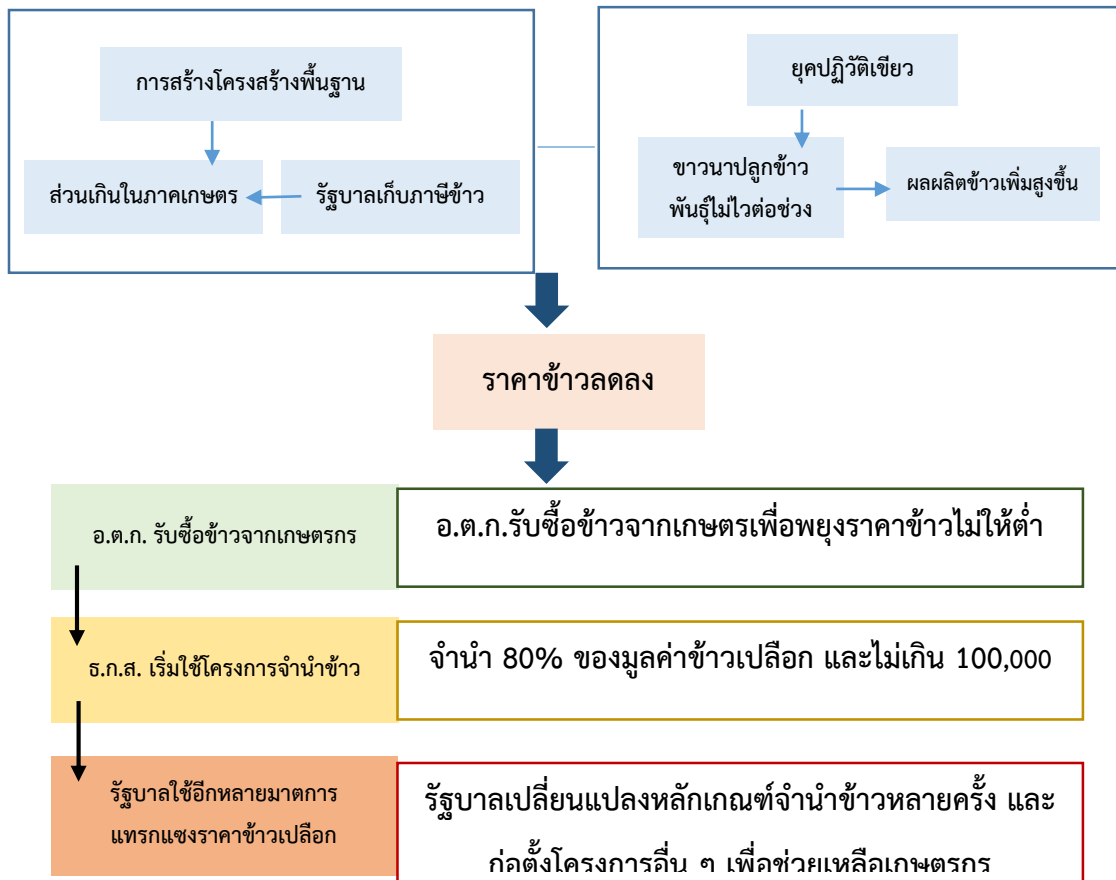 การสร้างโครงสร้างพื้นฐาน
ส่วนเกินในภาคเกษตร
รัฐบาลเก็บภาษีข้าว
ยุคปฏิวัติเขียว
ขาวนาปลูกข้าว
พันธุ์ไม่ไวต่อช่วง
ผลผลิตข้าวเพิ่มสูงขึ้น
ราคาข้าวลดลง
อ.ต.ก. รับซื้อข้าวจากเกษตรกร
อ.ต.ก.รับซื้อข้าวจากเกษตรเพื่อพยุงราคาข้าวไม่ให้ต่ำ
ธ.ก.ส. เริ่มใช้โครงการจำนำข้าว
จำนำ 80% ของมูลค่าข้าวเปลือก และไม่เกิน 100,000
รัฐบาลใช้อีกหลายมาตการ
แทรกแซงราคาข้าวเปลือก
รัฐบาลเปลี่ยนแปลงหลักเกณฑ์จำนำข้าวหลายครั้ง และ
ก่อตั้งโครงการอื่น ๆ เพื่อช่วยเหลือเกษตรกร